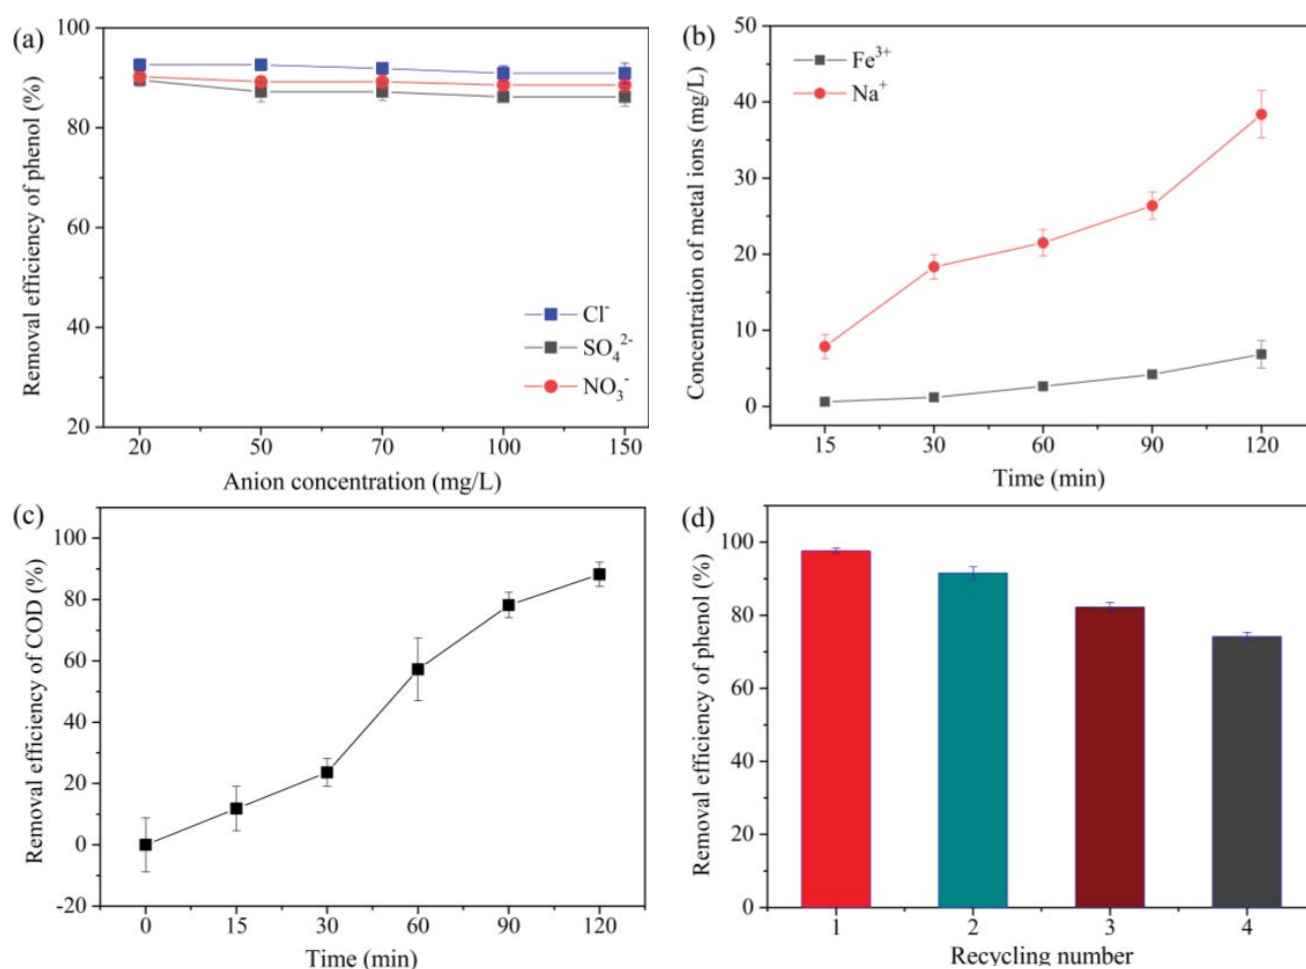 (a)
100
80
60
40
20
Removal efficiency of phenol (%)
Cl⁻
SO₄²⁻
NO₃⁻
20 50 70 100 150
Anion concentration (mg/L)
(b)
50
40
30
20
10
0
Concentration of metal ions (mg/L)
Fe³⁺
Na⁺
15 30 60 90 120
Time (min)
(c)
100
80
60
40
20
0
-20
Removal efficiency of COD (%)
0 15 30 60 90 120
Time (min)
(d)
100
80
60
40
20
0
Removal efficiency of phenol (%)
1 2 3 4
Recycling number